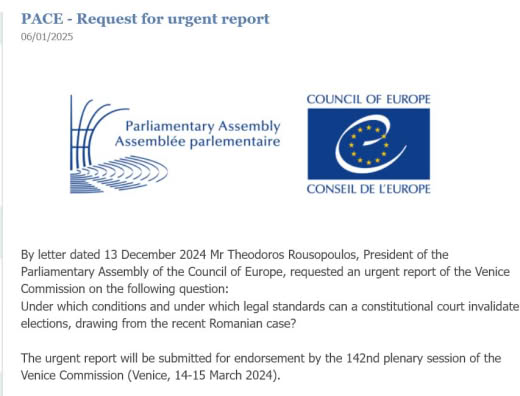 PACE - Request for urgent report
06/01/2025
COUNCIL OF EUROPE
Parliamentary Assembly
Assemblée parlementaire
CONSEIL DE L'EUROPE
By letter dated 13 December 2024 Mr Theodoros Rousopoulos, President of the
Parliamentary Assembly of the Council of Europe, requested an urgent report of the Venice
Commission on the following question:
Under which conditions and under which legal standards can a constitutional court invalidate
elections, drawing from the recent Romanian case?
The urgent report will be submitted for endorsement by the 142nd plenary session of the
Venice Commission (Venice, 14-15 March 2024).